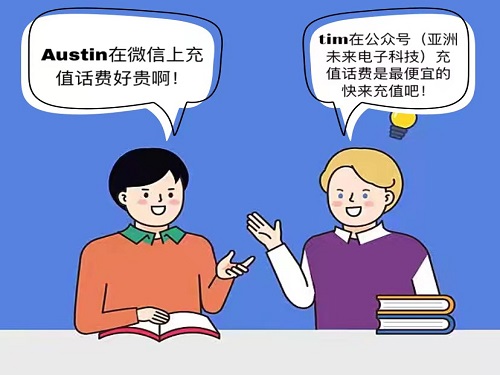 Austin在微信上充
值话费好贵啊！
tim在公众号（亚洲
未来电子科技）充
值话费是最便宜的
快来充值吧！